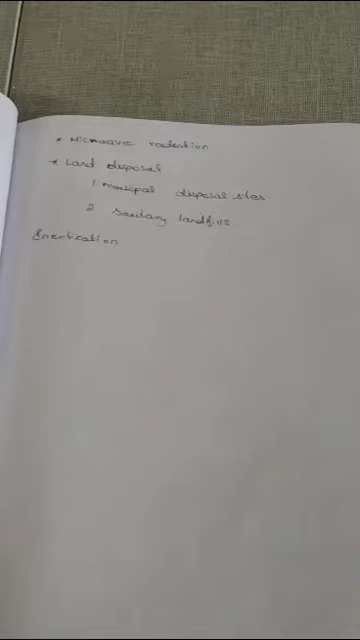 * Microwave radiation
* Land disposal
1 municipal disposal sites
2 Sanitary landfills
Inertization